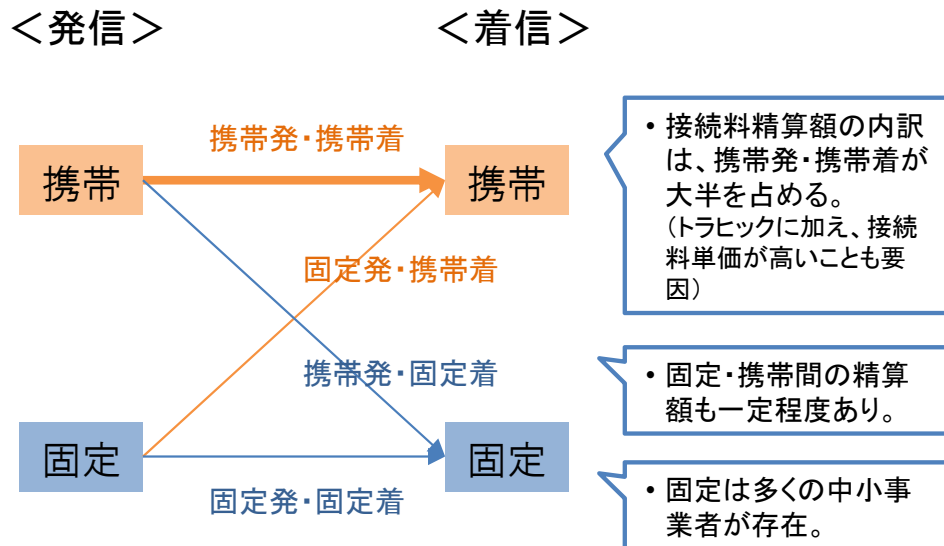 ＜発信＞
＜着信＞
携帯発・携帯着
携帯
携帯
固定発・携帯着
携帯発・固定着
固定
固定
固定発・固定着
・接続料精算額の内訳
は、携帯発・携帯着が
大半を占める。
（トラヒックに加え、接続
料単価が高いことも要
因）
・固定・携帯間の精算
額も一定程度あり。
・固定は多くの中小事
業者が存在。